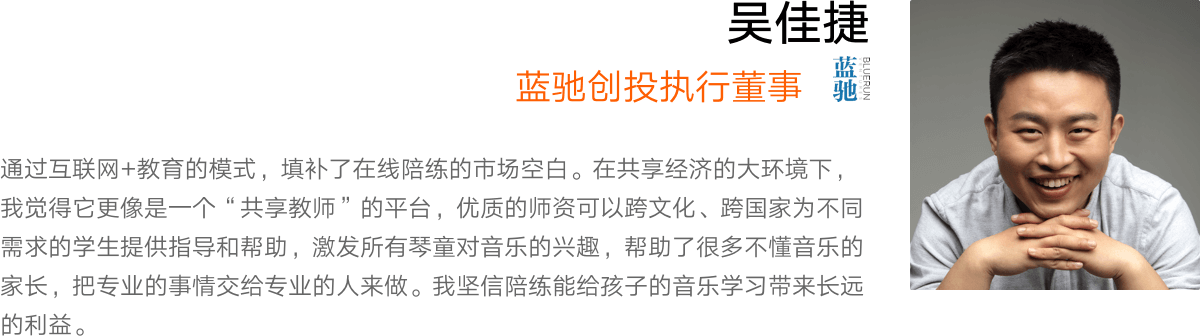 吴佳捷
蓝驰创投执行董事
蓝驰
BLUERUN
通过互联网+教育的模式，填补了在线陪练的市场空白。在共享经济的大环境下，
我觉得它更像是一个“共享教师”的平台，优质的师资可以跨文化、跨国家为不同
需求的学生提供指导和帮助，激发所有琴童对音乐的兴趣，帮助了很多不懂音乐的
家长，把专业的事情交给专业的人来做。我坚信陪练能给孩子的音乐学习带来长远
的利益。